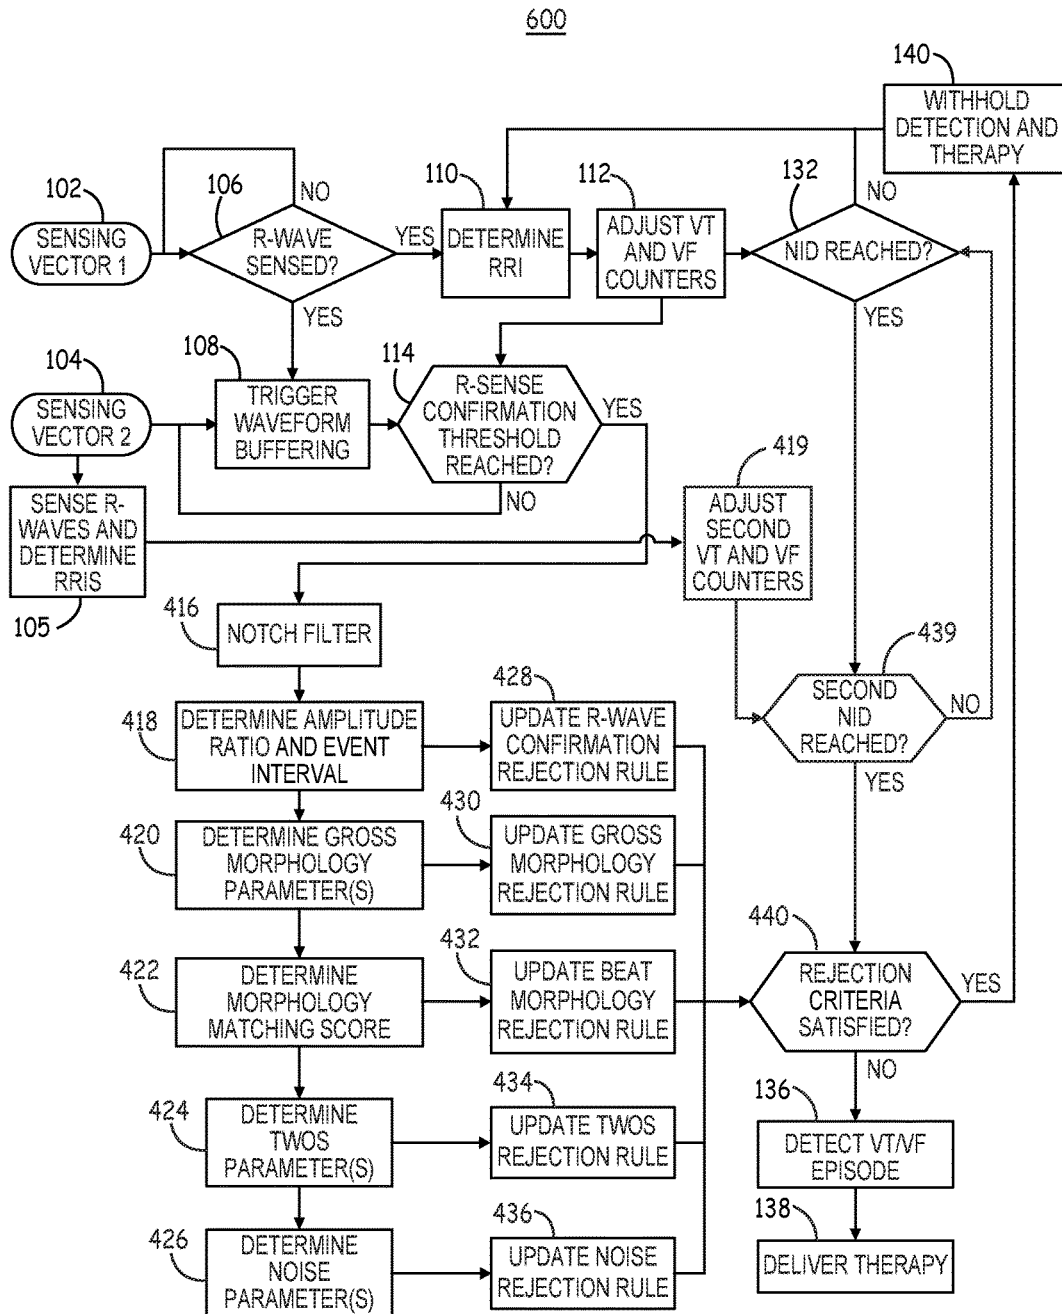 600
140
WITHHOLD
DETECTION AND
THERAPY
102
106
NO
110
112
132
NO
SENSING
VECTOR 1
R-WAVE
SENSED?
YES
DETERMINE
RRI
ADJUST VT
AND VF
COUNTERS
NID REACHED?
YES
YES
104
108
114
SENSING
VECTOR 2
TRIGGER
WAVEFORM
BUFFERING
R-SENSE
CONFIRMATION
THRESHOLD
REACHED?
YES
NO
419
SENSE R-
WAVES AND
DETERMINE
RRIS
ADJUST
SECOND
VT AND VF
COUNTERS
105
416
NOTCH FILTER
439
SECOND
NID
REACHED?
NO
YES
418
DETERMINE AMPLITUDE
RATIO AND EVENT
INTERVAL
428
UPDATE R-WAVE
CONFIRMATION
REJECTION RULE
420
DETERMINE GROSS
MORPHOLOGY
PARAMETER(S)
430
UPDATE GROSS
MORPHOLOGY
REJECTION RULE
422
DETERMINE
MORPHOLOGY
MATCHING SCORE
432
UPDATE BEAT
MORPHOLOGY
REJECTION RULE
440
REJECTION
CRITERIA
SATISFIED?
YES
NO
424
DETERMINE
TWOS
PARAMETER(S)
434
UPDATE TWOS
REJECTION RULE
136
DETECT VT/VF
EPISODE
426
DETERMINE
NOISE
PARAMETER(S)
436
UPDATE NOISE
REJECTION RULE
138
DELIVER THERAPY